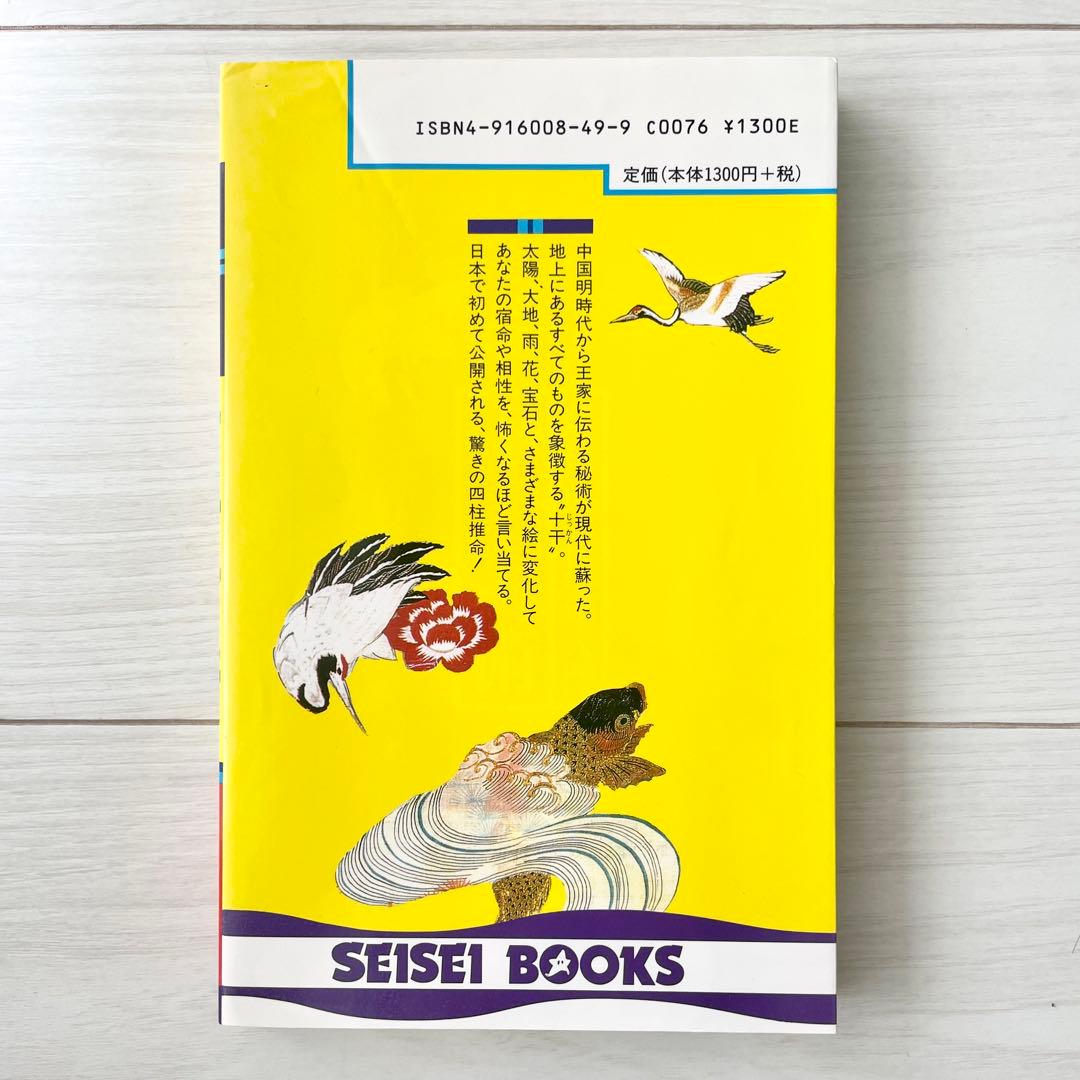 ISBN4-916008-49-9 C0076 ¥1300E
定価(本体1300円+税)
中国明時代から王家に伝わる秘術が現代に蘇った。
地上にあるすべてのものを象徴する〝十干〟。
じっかん
太陽、大地、雨、花、宝石と、さまざまな絵に変化して
あなたの宿命や相性を、怖くなるほど言い当てる。
日本で初めて公開される、驚きの四柱推命!
SEISEI BOOKS